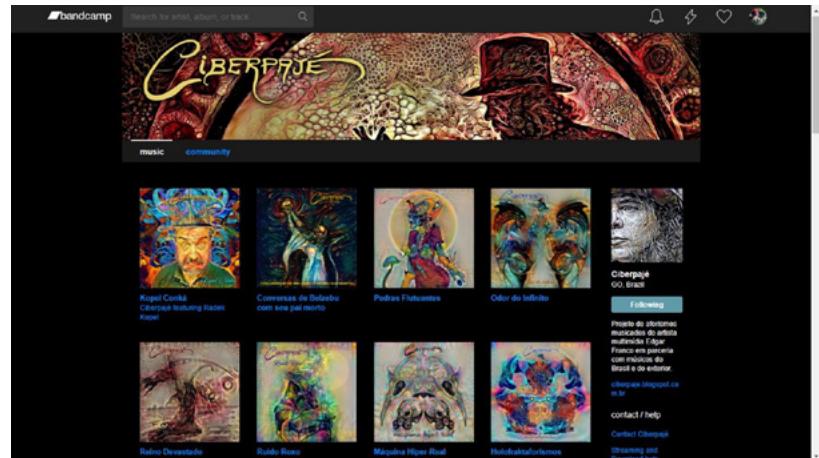 bandcamp
Search for artist, album, or track
CIBERPAJÉ
music
community
Kopel Conká
Ciberpajé featuring Radek
Kopel
Conversas de Belzebu
com seu pai morto
Pedras Flutuantes
Odor do Infinito
Ciberpajé
GO, Brazil
Following
Projeto de aforismos
musicados do artista
multimídia Edgar
Franco em parceria
com músicos do
Brasil e do exterior.
ciberpaje.blogspot.co
m.br
contact / help
Contact Ciberpajé
Streaming and
Reino Devastado
Ruído Roxo
Máquina Hiper Real
Holofraktaforismos